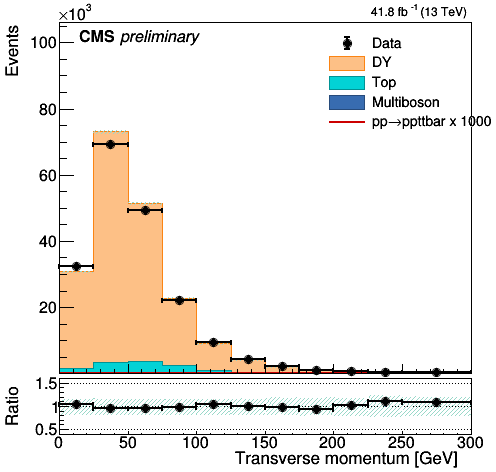 ×10³
41.8 fb⁻¹ (13 TeV)
Events
CMS preliminary
100
80
60
40
20
Data
DY
Top
Multiboson
pp→ppttbar x 1000
Ratio
1.5
1
0.5
0 50 100 150 200 250 300
Transverse momentum [GeV]